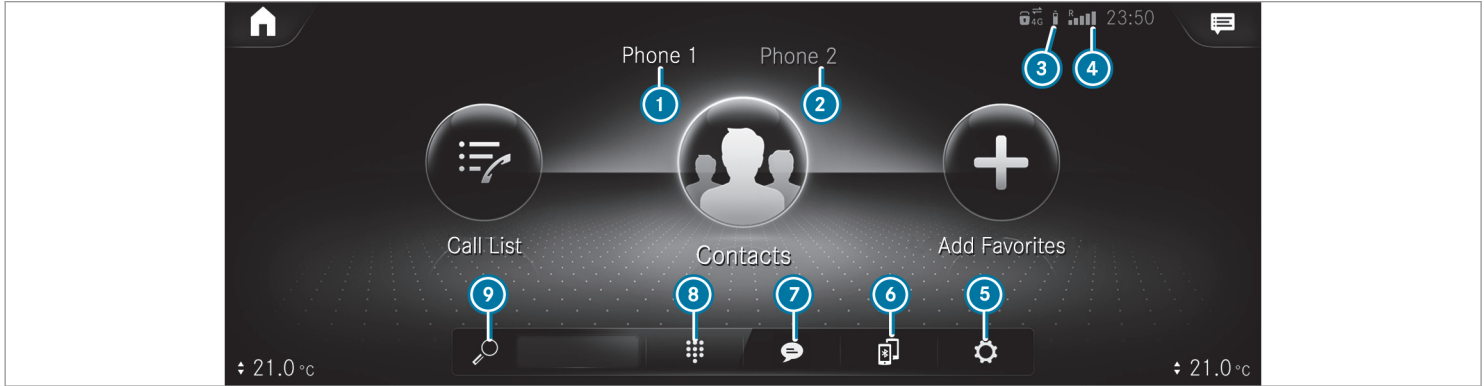 4G R 23:50
Phone 1 Phone 2
3 4
1 2
Call List Contacts Add Favorites
9 8 7 6 5
21.0 °C 21.0 °C